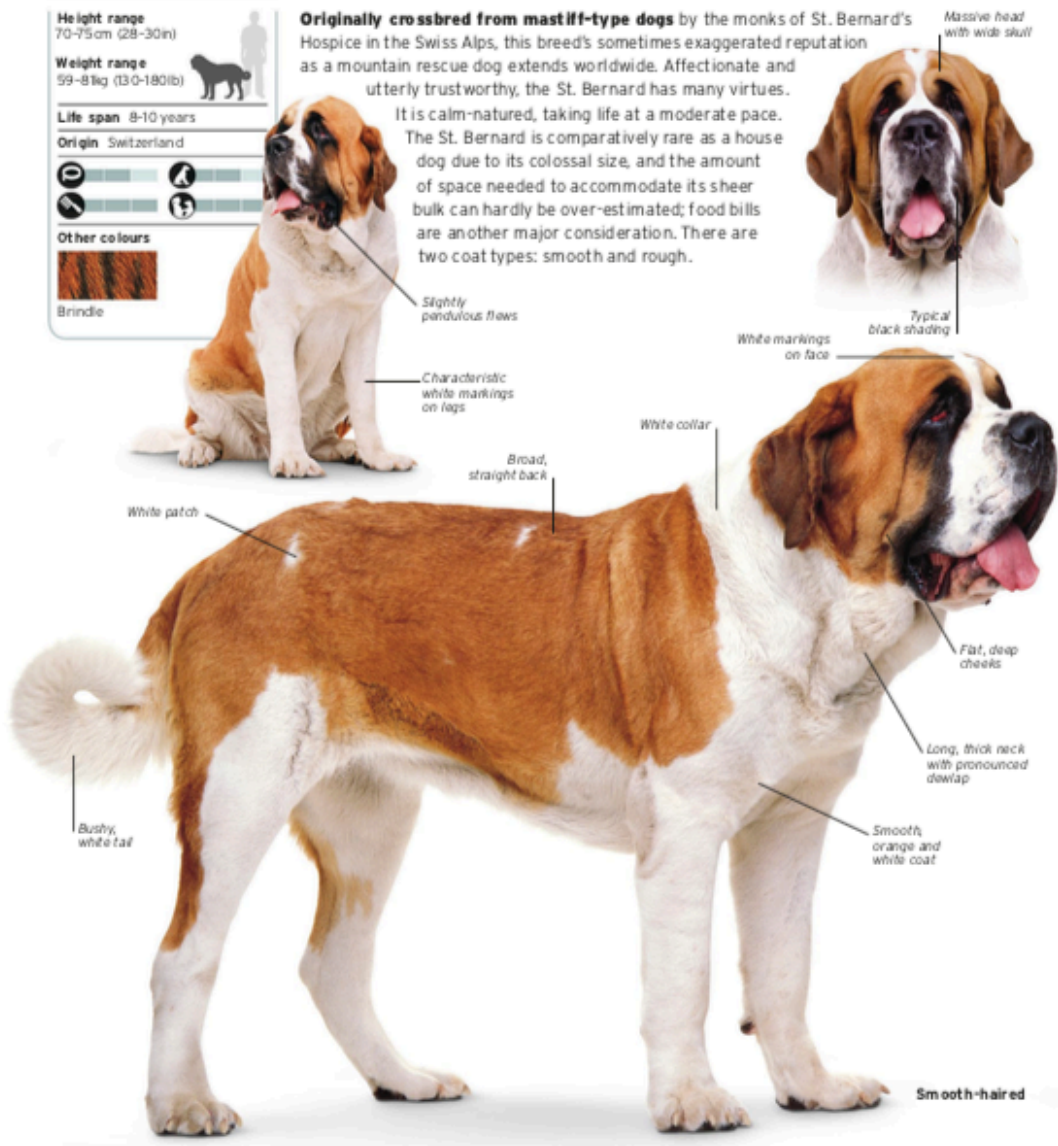 Height range
70-75cm (28-30in)
Weight range
59-81kg (130-180lb)
Life span 8-10 years
Origin Switzerland
Other colours
Brindle
Originally crossbred from mastiff-type dogs by the monks of St. Bernard's
Hospice in the Swiss Alps, this breed's sometimes exaggerated reputation
as a mountain rescue dog extends worldwide. Affectionate and
utterly trustworthy, the St. Bernard has many virtues.
It is calm-natured, taking life at a moderate pace.
The St. Bernard is comparatively rare as a house
dog due to its colossal size, and the amount
of space needed to accommodate its sheer
bulk can hardly be over-estimated; food bills
are another major consideration. There are
two coat types: smooth and rough.
Massive head
with wide skull
Slightly
pendulous flews
Typical
black shading
White markings
on face
Characteristic
white markings
on legs
White collar
Broad,
straight back
White patch
Flat, deep
cheeks
Long, thick neck
with pronounced
dewlap
Bushy,
white tail
Smooth,
orange and
white coat
Smooth-haired